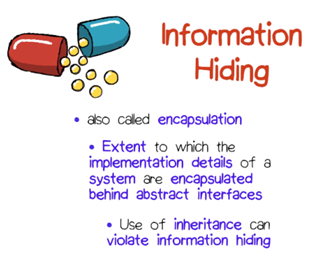 Information
Hiding
• also called encapsulation
• Extent to which the
implementation details of a
system are encapsulated
behind abstract interfaces
• Use of inheritance can
violate information hiding